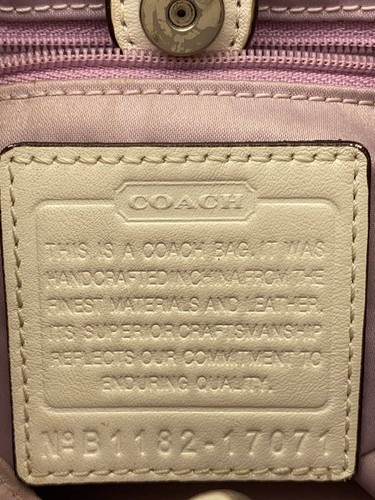 COACH
THIS IS A COACH BAG. IT WAS
HANDCRAFTED IN CHINA FROM THE
FINEST MATERIALS AND LEATHER.
ITS SUPERIOR CRAFTSMANSHIP
REFLECTS OUR COMMITMENT TO
ENDURING QUALITY.
No B1182-17071